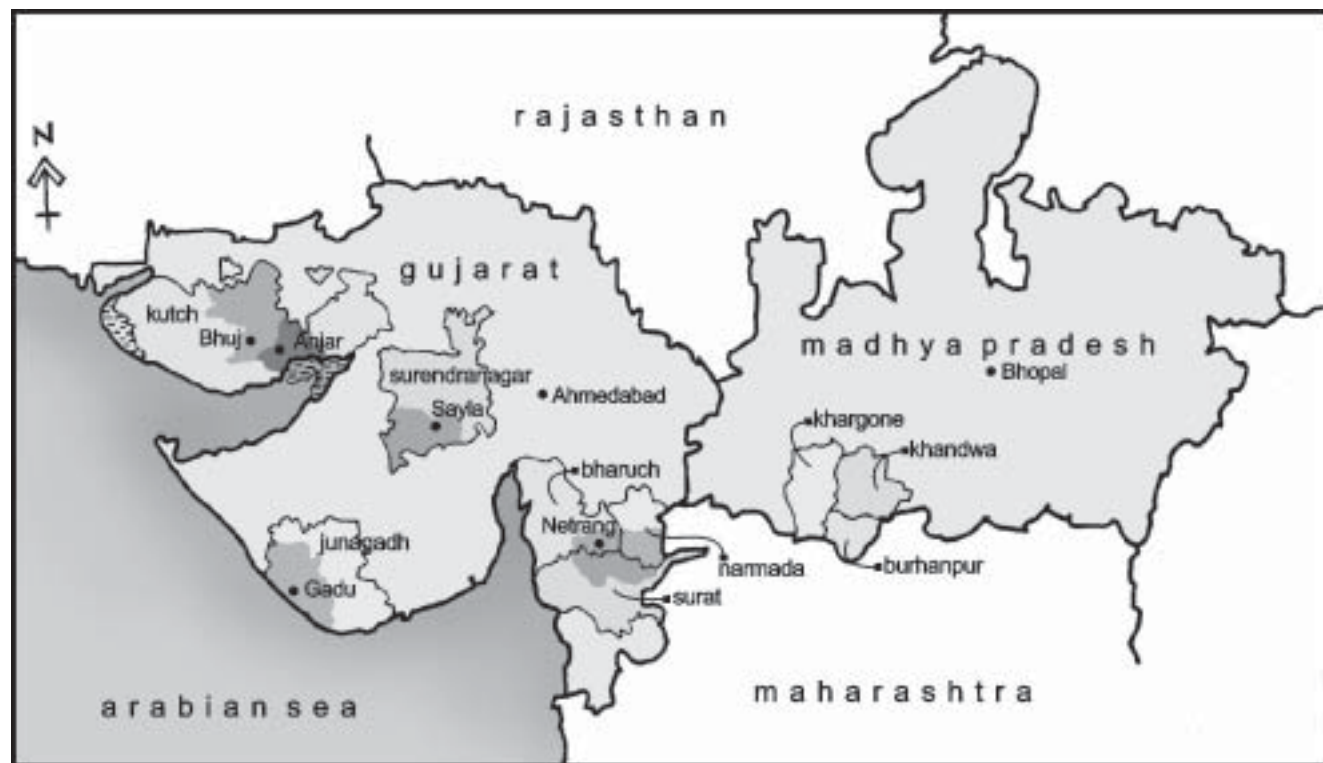 rajasthan
N
gujarat
kutch
Bhuj
Anjar
madhya pradesh
Bhopal
surendranagar
Ahmedabad
Sayla
khargone
khandwa
bharuch
Netrang
junagadh
narmada
burhanpur
Gadu
surat
maharashtra
arabian sea